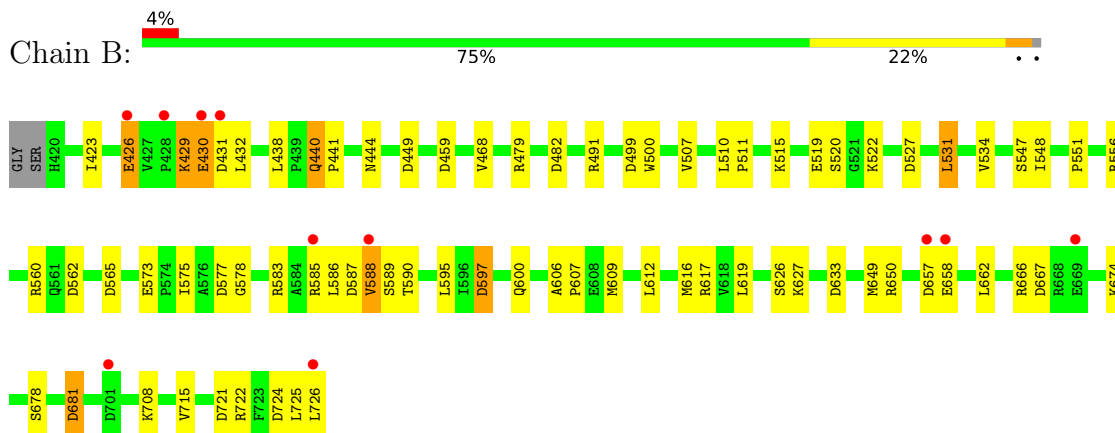 4%
Chain B:
75% 22% • •
GLY SER H420 I423 E426 V427 P428 K429 E430 D431 L432 L438 P439 Q440 P441 N444 D449 D459 V468 R479 D482 R491 D499 W500 V507 L510 P511 K515 E519 S520 G521 K522 D527 L531 V534 S547 I548 P551
R560 Q561 D562 D565 E573 P574 I575 A576 D577 G578 R583 A584 R585 L586 D587 V588 S589 T590 L595 I596 D597 Q600 A606 P607 E608 M609 L612 M616 R617 V618 L619 S626 K627 D633 M649 R650 D657 E658 L662 R666 D667 R668 E669
S678 D681 D701 K708 V715 D721 R722 F723 D724 L725 L726